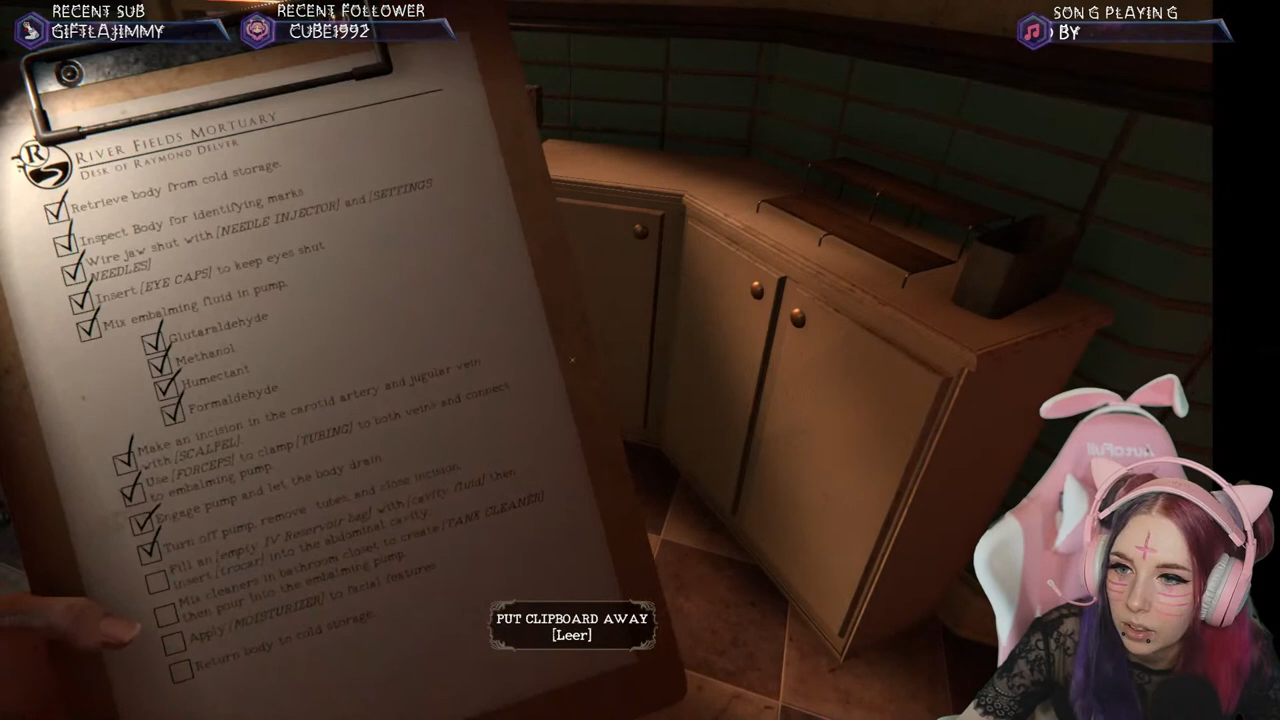 RECENT SUB
GIFTLAJIMMY
RECENT FOLLOWER
CUBE1992
SONG PLAYING
BY
R
RIVER FIELDS MORTUARY
DESK OF RAYMOND DELVER
Retrieve body from cold storage.
Inspect Body for identifying marks
Wire jaw shut with [NEEDLE INJECTOR] and [SETTINGS
NEEDLES]
Insert [EYE CAPS] to keep eyes shut
Mix embalming fluid in pump.
Glutaraldehyde
Methanol
Humectant
Formaldehyde
Make an incision in the carotid artery and jugular vein
with [SCALPEL].
Use [FORCEPS] to clamp [TUBING] to both veins and connect
to embalming pump.
Engage pump and let the body drain
Turn off pump, remove tubes, and close incision.
Fill an [empty IV Reservoir bag] with [cavity fluid] then
insert [trocar] into the abdominal cavity.
Mix cleaners in bathroom closet to create [TANK CLEANER]
then pour into the embalming pump.
Apply [MOISTURIZER] to facial features
Return body to cold storage.
PUT CLIPBOARD AWAY
[Leer]